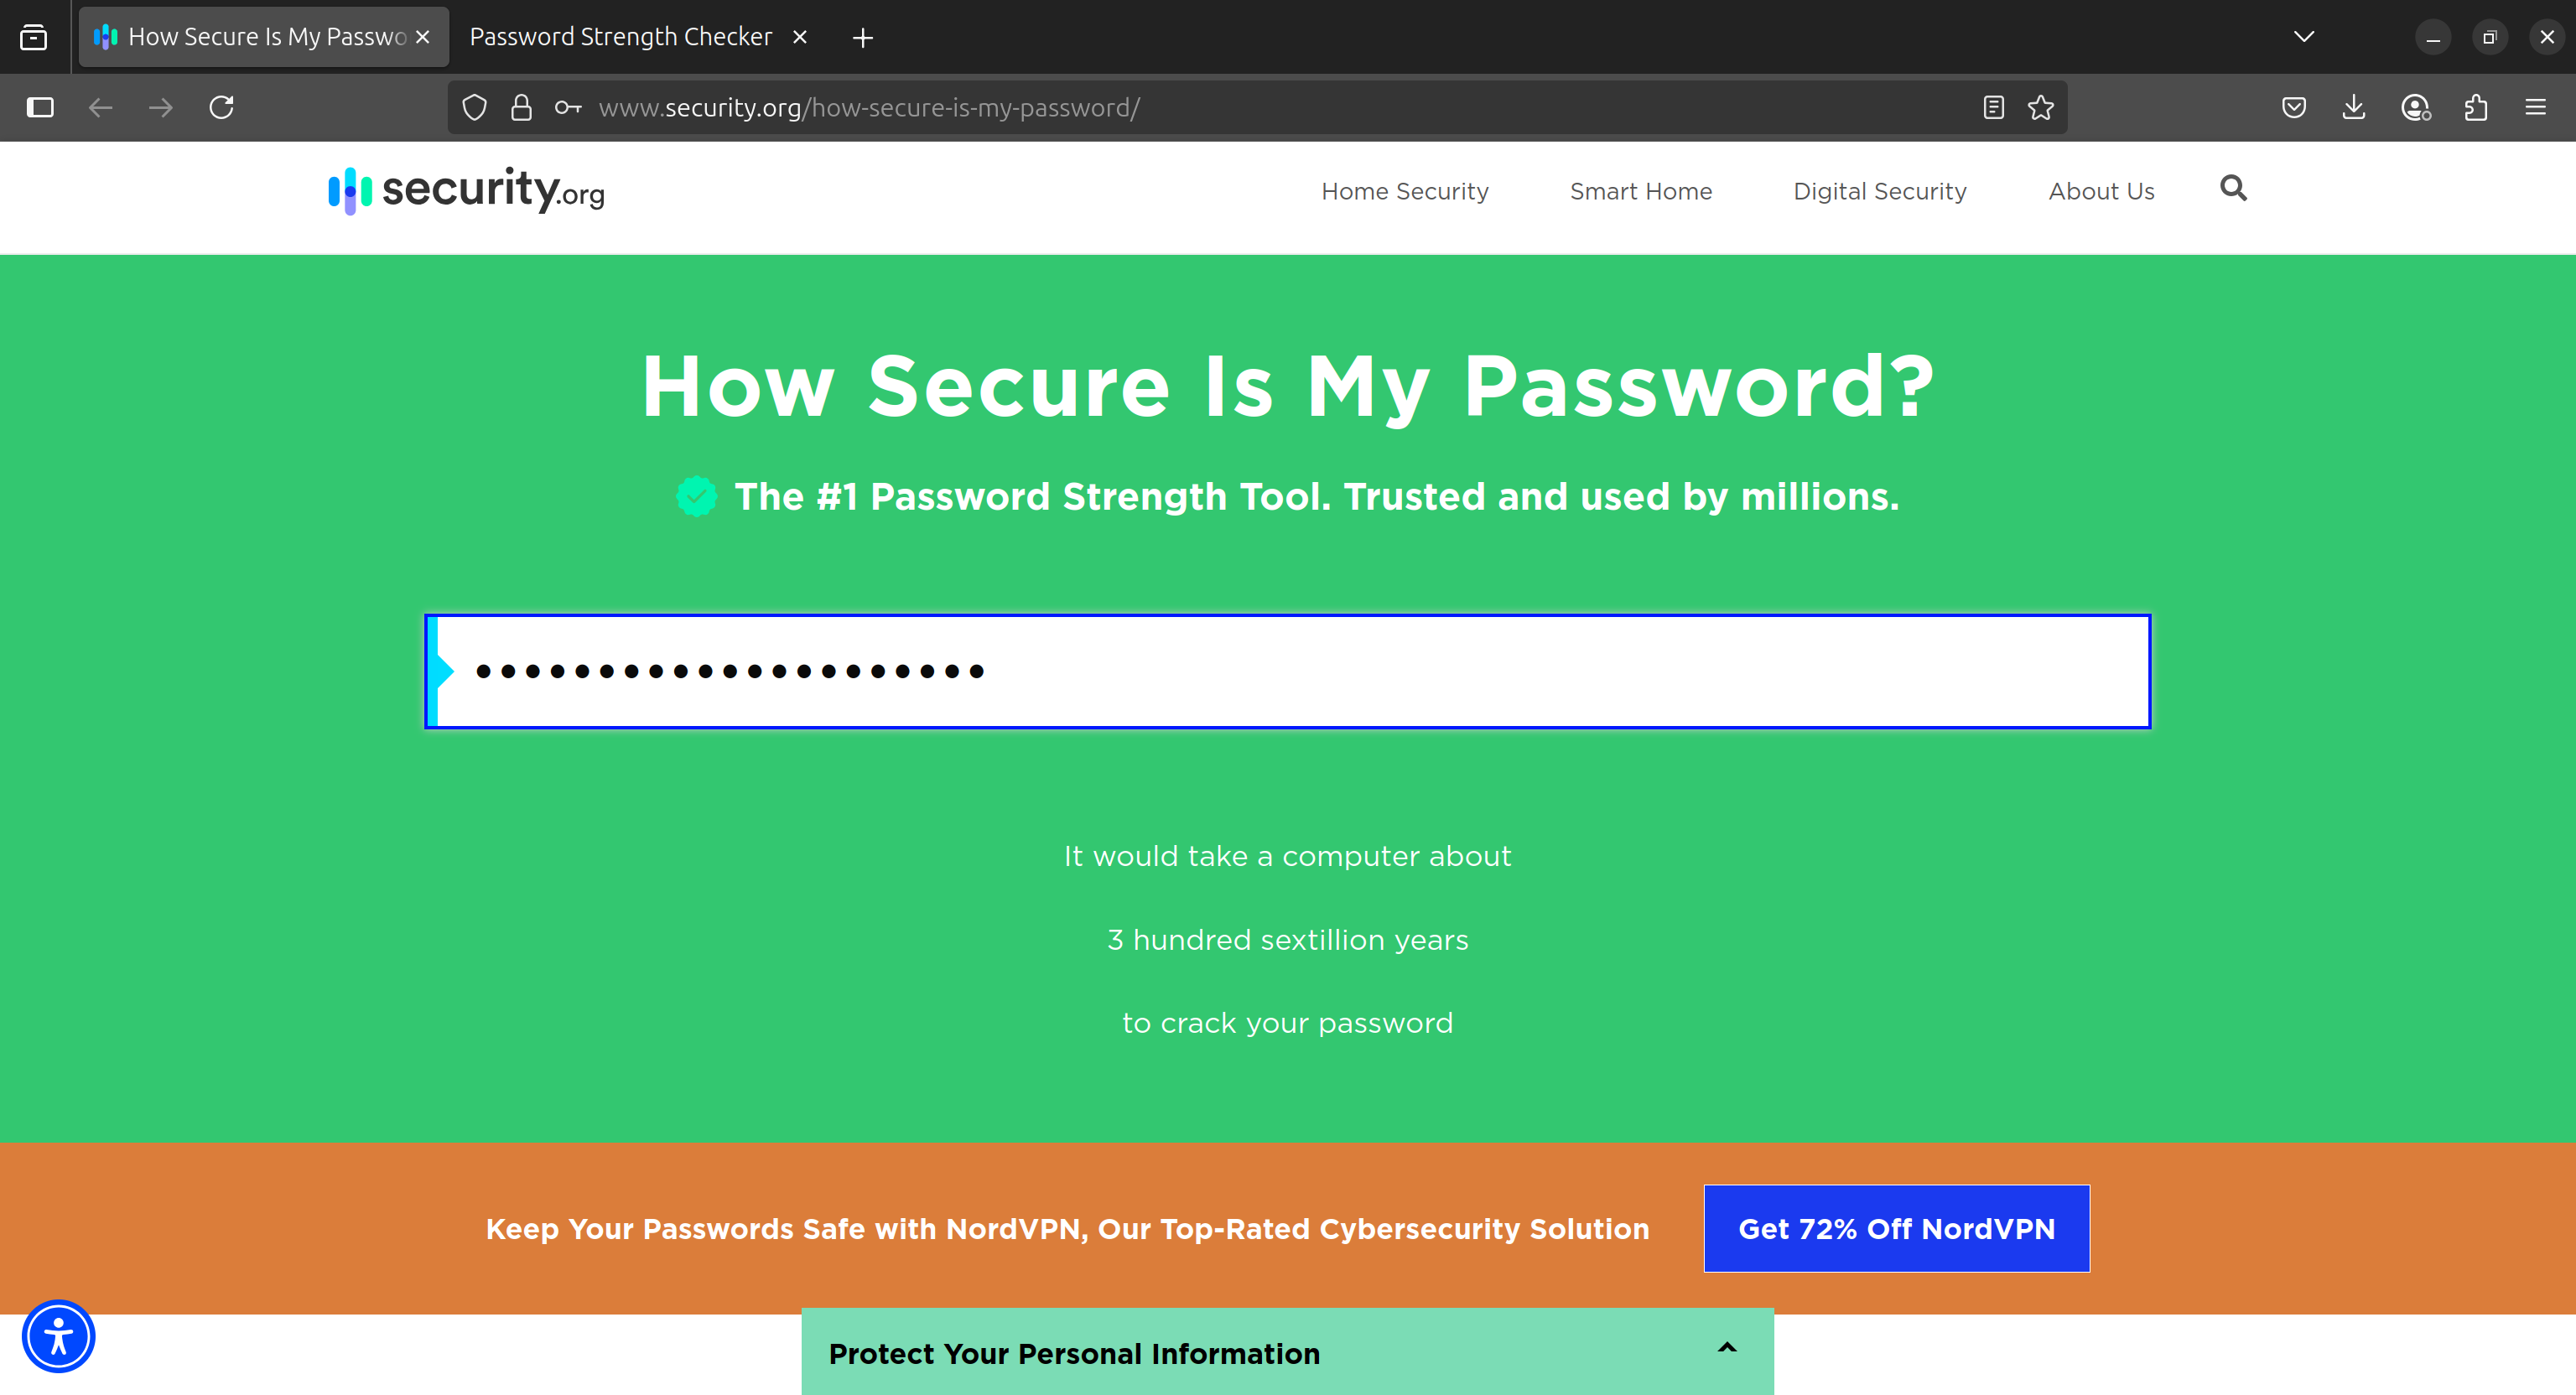 How Secure Is My Passwo
Password Strength Checker
www.security.org/how-secure-is-my-password/
security.org
Home Security
Smart Home
Digital Security
About Us
How Secure Is My Password?
The #1 Password Strength Tool. Trusted and used by millions.
It would take a computer about
3 hundred sextillion years
to crack your password
Keep Your Passwords Safe with NordVPN, Our Top-Rated Cybersecurity Solution
Get 72% Off NordVPN
Protect Your Personal Information